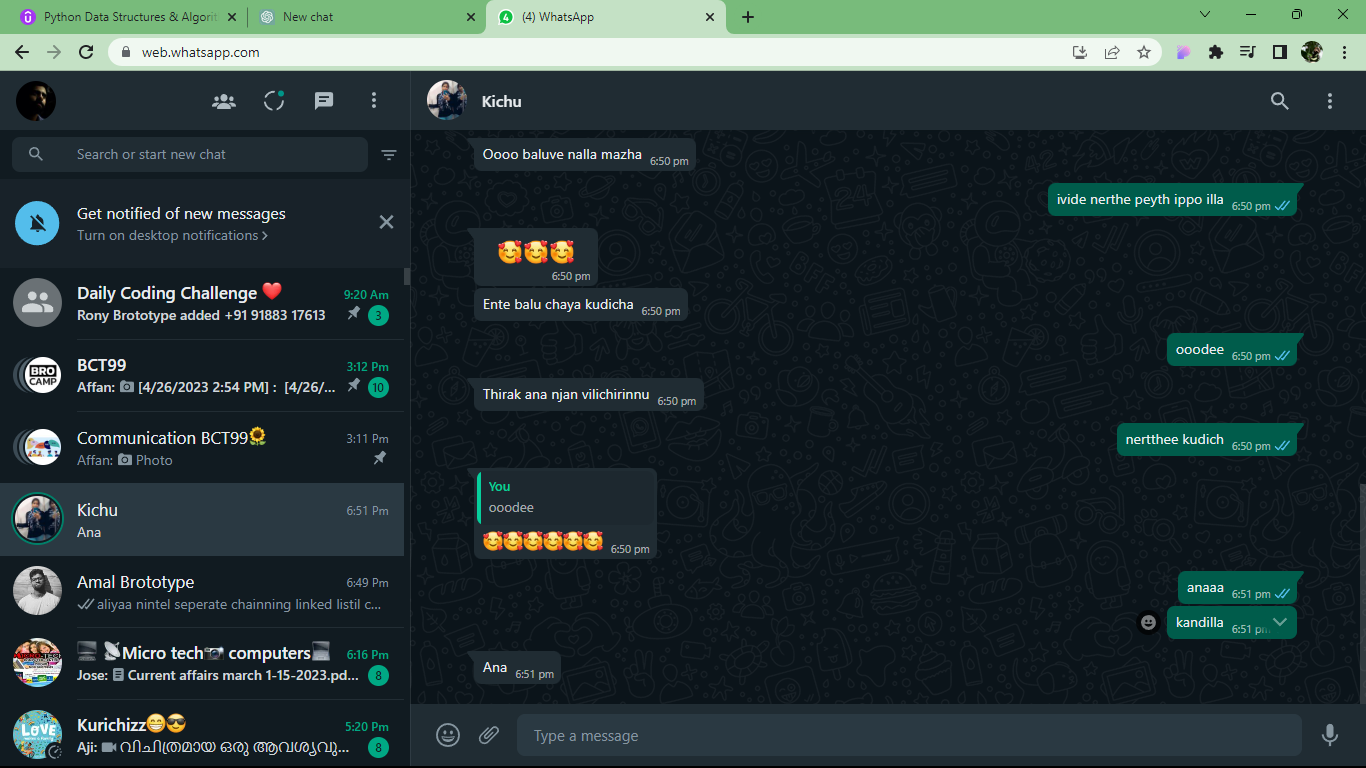 Python Data Structures & Algorit
New chat
(4) WhatsApp
web.whatsapp.com
Kichu
Search or start new chat
Get notified of new messages
Turn on desktop notifications >
Daily Coding Challenge ❤️ 9:20 Am
Rony Brototype added +91 91883 17613 3
BRO CAMP
BCT99 3:12 Pm
Affan: 📷 [4/26/2023 2:54 PM] : [4/26/... 10
Communication BCT99🌻 3:11 Pm
Affan: 📷 Photo
Kichu 6:51 Pm
Ana
Amal Brototype 6:49 Pm
aliyaa nintel seperate chainning linked listil c...
Micro tech📷 computers 6:16 Pm
Jose: Current affairs march 1-15-2023.pd... 8
LOVE
Kurichizz😁😎 5:20 Pm
Aji: വിചിത്രമായ ഒരു ആവശ്യവു... 8
Oooo baluve nalla mazha 6:50 pm
ivide nerthe peyth ippo illa 6:50 pm
🥰🥰🥰
6:50 pm
Ente balu chaya kudicha 6:50 pm
ooodee 6:50 pm
Thirak ana njan vilichirinnu 6:50 pm
nertthee kudich 6:50 pm
You
ooodee
🥰🥰🥰🥰🥰🥰 6:50 pm
anaaa 6:51 pm
kandilla 6:51 pm
Ana 6:51 pm
Type a message